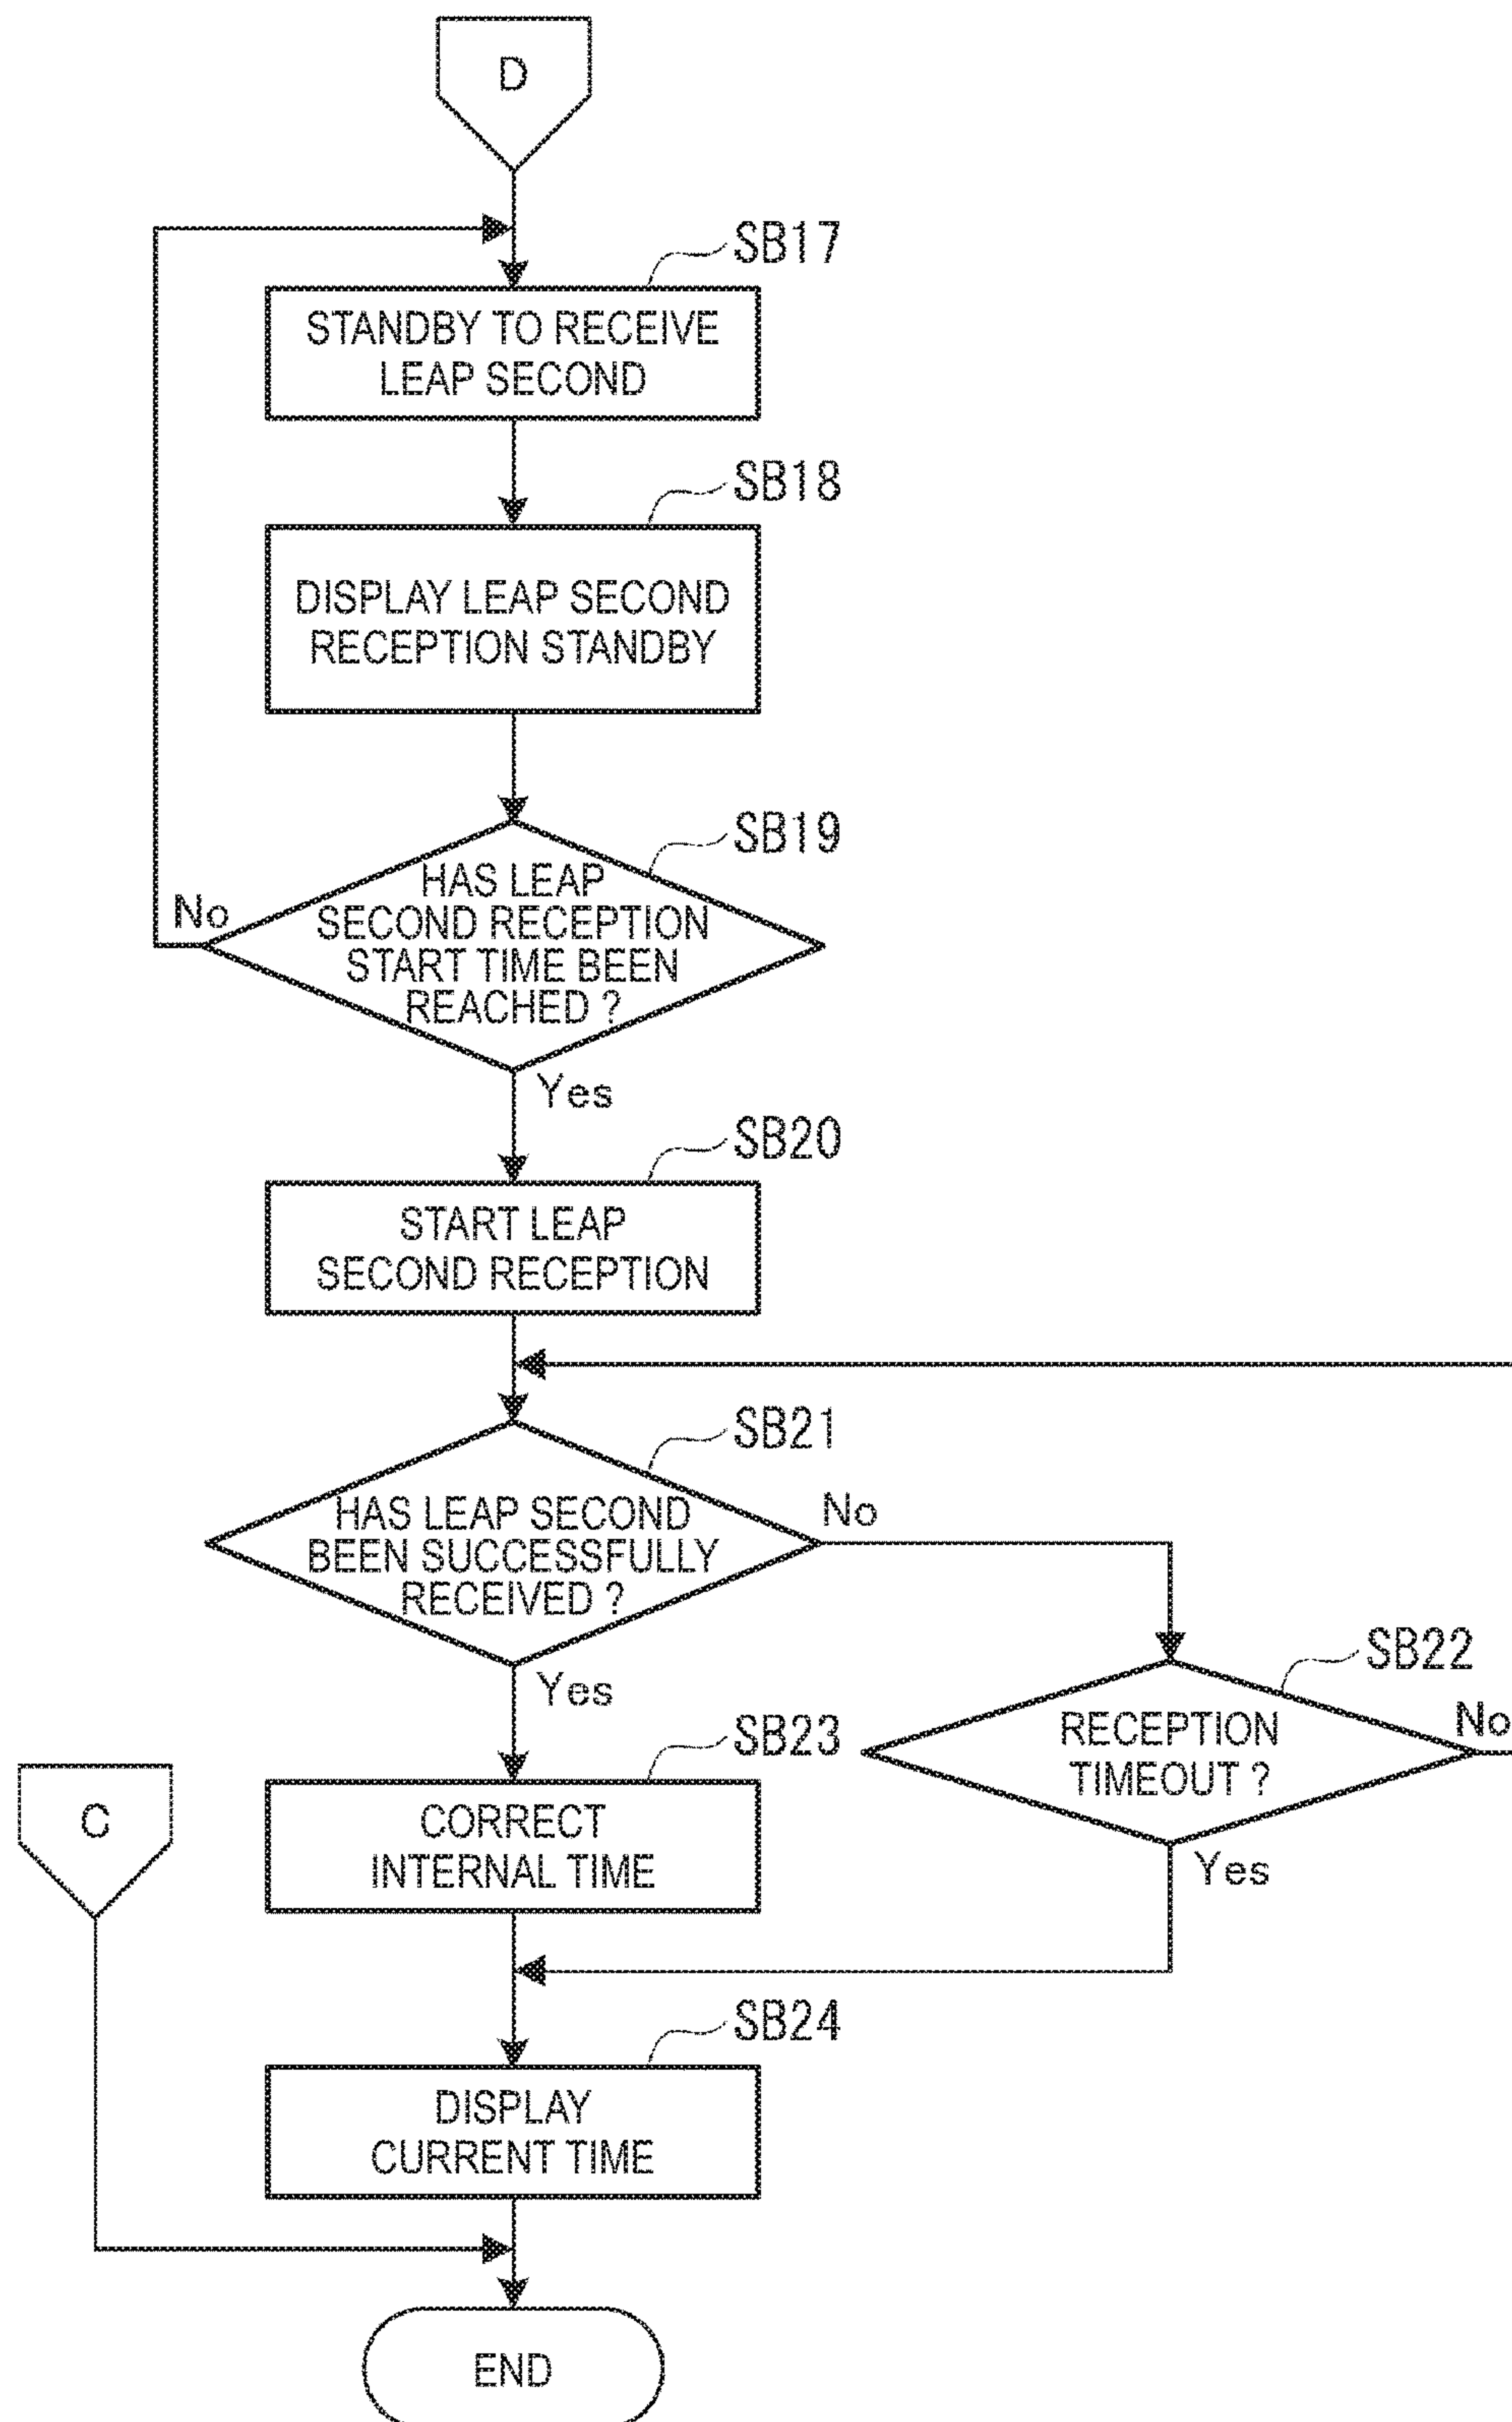 D
SB17
STANDBY TO RECEIVE
LEAP SECOND
SB18
DISPLAY LEAP SECOND
RECEPTION STANDBY
SB19
HAS LEAP
SECOND RECEPTION
START TIME BEEN
REACHED ?
No
Yes
SB20
START LEAP
SECOND RECEPTION
SB21
HAS LEAP SECOND
BEEN SUCCESSFULLY
RECEIVED ?
No
Yes
SB22
RECEPTION
TIMEOUT ?
No
Yes
SB23
CORRECT
INTERNAL TIME
C
SB24
DISPLAY
CURRENT TIME
END